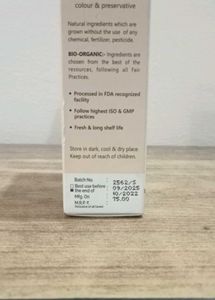 colour & preservative
Natural ingredients which are
grown without the use of any
chemical, fertilizer, pesticide.
BIO-ORGANIC:- Ingredients are
chosen from the best of the
resources, following all Fair
Practices.
• Processed in FDA recognized
facility
• Follow highest ISO & GMP
practices
• Fresh & long shelf life
Store in dark, cool & dry place
Keep out of reach of children.
Batch No 2562/S
Best use before 09/2025
the end of
Mfg. On 10/2022
M.R.P. ₹ 75.00